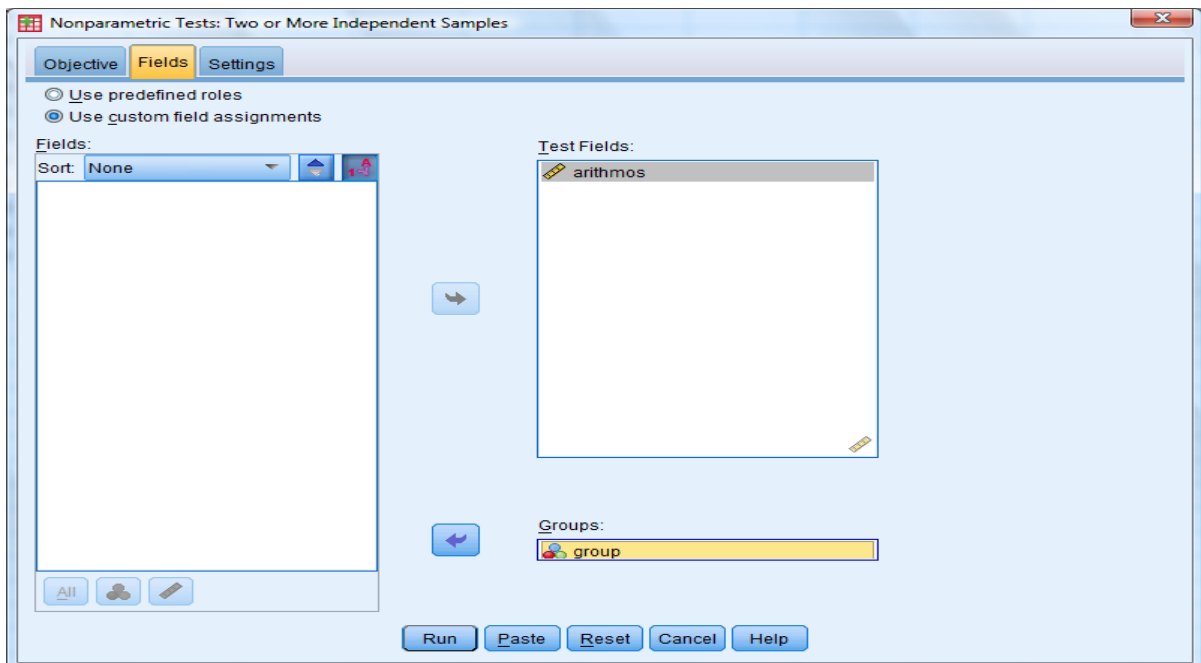 Nonparametric Tests: Two or More Independent Samples
Objective Fields Settings
Use predefined roles
Use custom field assignments
Fields:
Sort: None
Test Fields:
arithmos
Groups:
group
All
Run Paste Reset Cancel Help